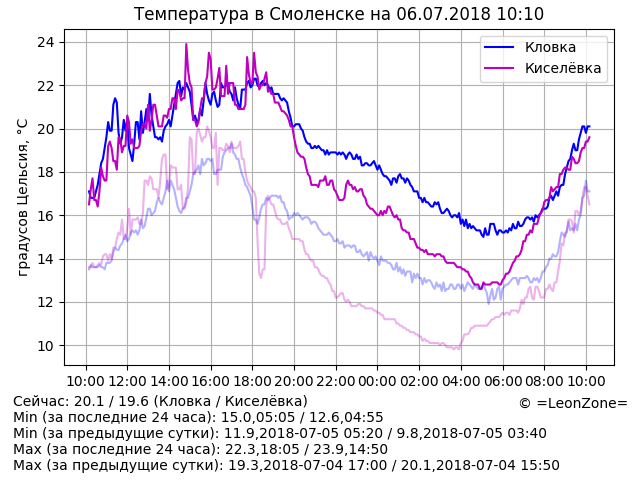 Температура в Смоленске на 06.07.2018 10:10
Кловка
Киселёвка
градусов Цельсия, °C
24
22
20
18
16
14
12
10
10:00 12:00 14:00 16:00 18:00 20:00 22:00 00:00 02:00 04:00 06:00 08:00 10:00
Сейчас: 20.1 / 19.6 (Кловка / Киселёвка)
© =LeonZone=
Min (за последние 24 часа): 15.0,05:05 / 12.6,04:55
Min (за предыдущие сутки): 11.9,2018-07-05 05:20 / 9.8,2018-07-05 03:40
Max (за последние 24 часа): 22.3,18:05 / 23.9,14:50
Max (за предыдущие сутки): 19.3,2018-07-04 17:00 / 20.1,2018-07-04 15:50